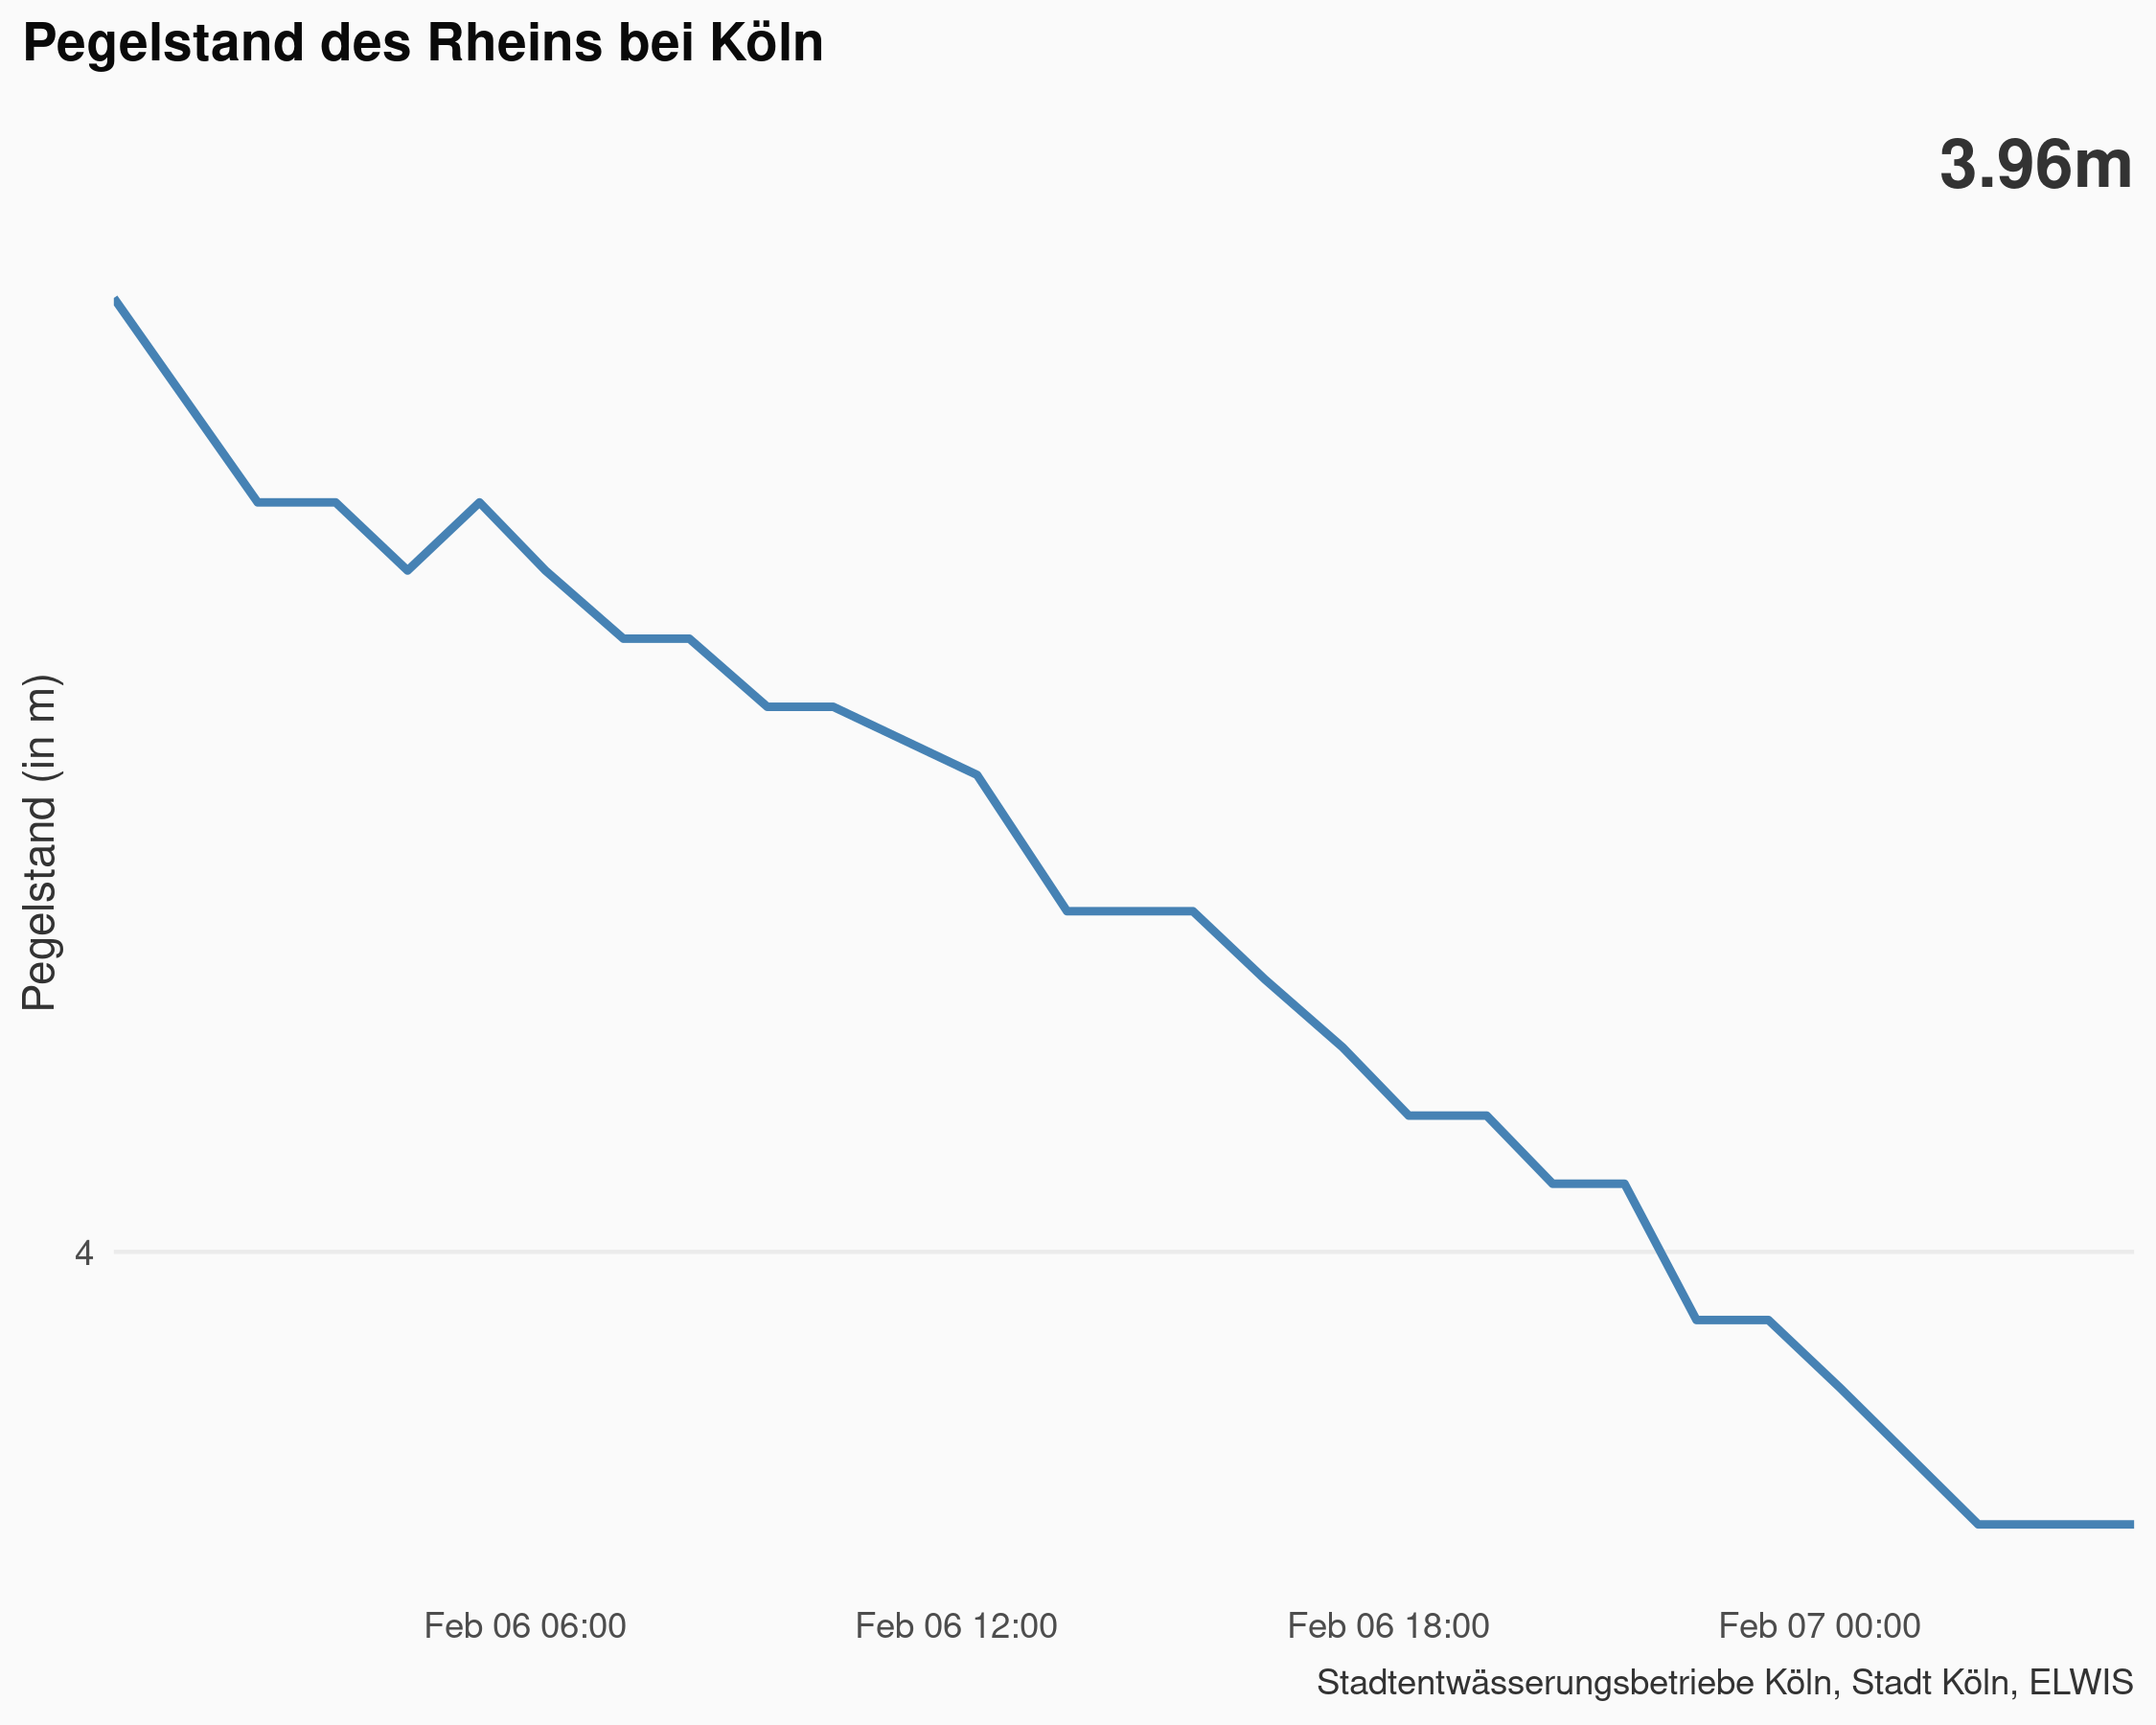 Pegelstand des Rheins bei Köln
3.96m
Pegelstand (in m)
4
Feb 06 06:00
Feb 06 12:00
Feb 06 18:00
Feb 07 00:00
Stadtentwässerungsbetriebe Köln, Stadt Köln, ELWIS